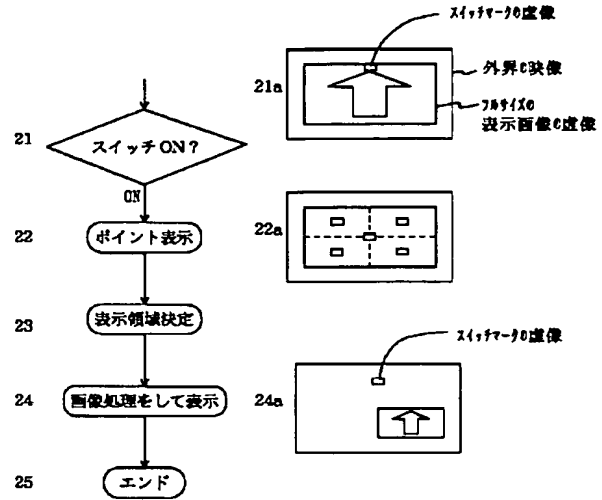 スイッチマークの虚像
外界の映像
21a
フルサイズの
表示画像の虚像
21
スイッチON？
ON
22
ポイント表示
22a
23
表示領域決定
スイッチマークの虚像
24
画像処理をして表示
24a
25
エンド